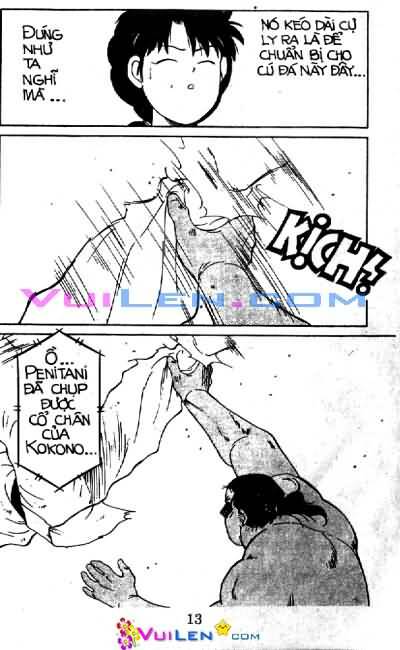 ĐÚNG
NHƯ
TA
NGHĨ
MÀ...
NÓ KÉO DÀI CỰ
LY RA LÀ ĐỂ
CHUẨN BỊ CHO
CÚ ĐÁ NÀY ĐÂY...
KỊCH!
VUILEN.COM
Ồ...
PENITANI
ĐÃ CHỤP
ĐƯỢC
CỔ CHÂN
CỦA
KOKONO...
13
VUILEN
.COM